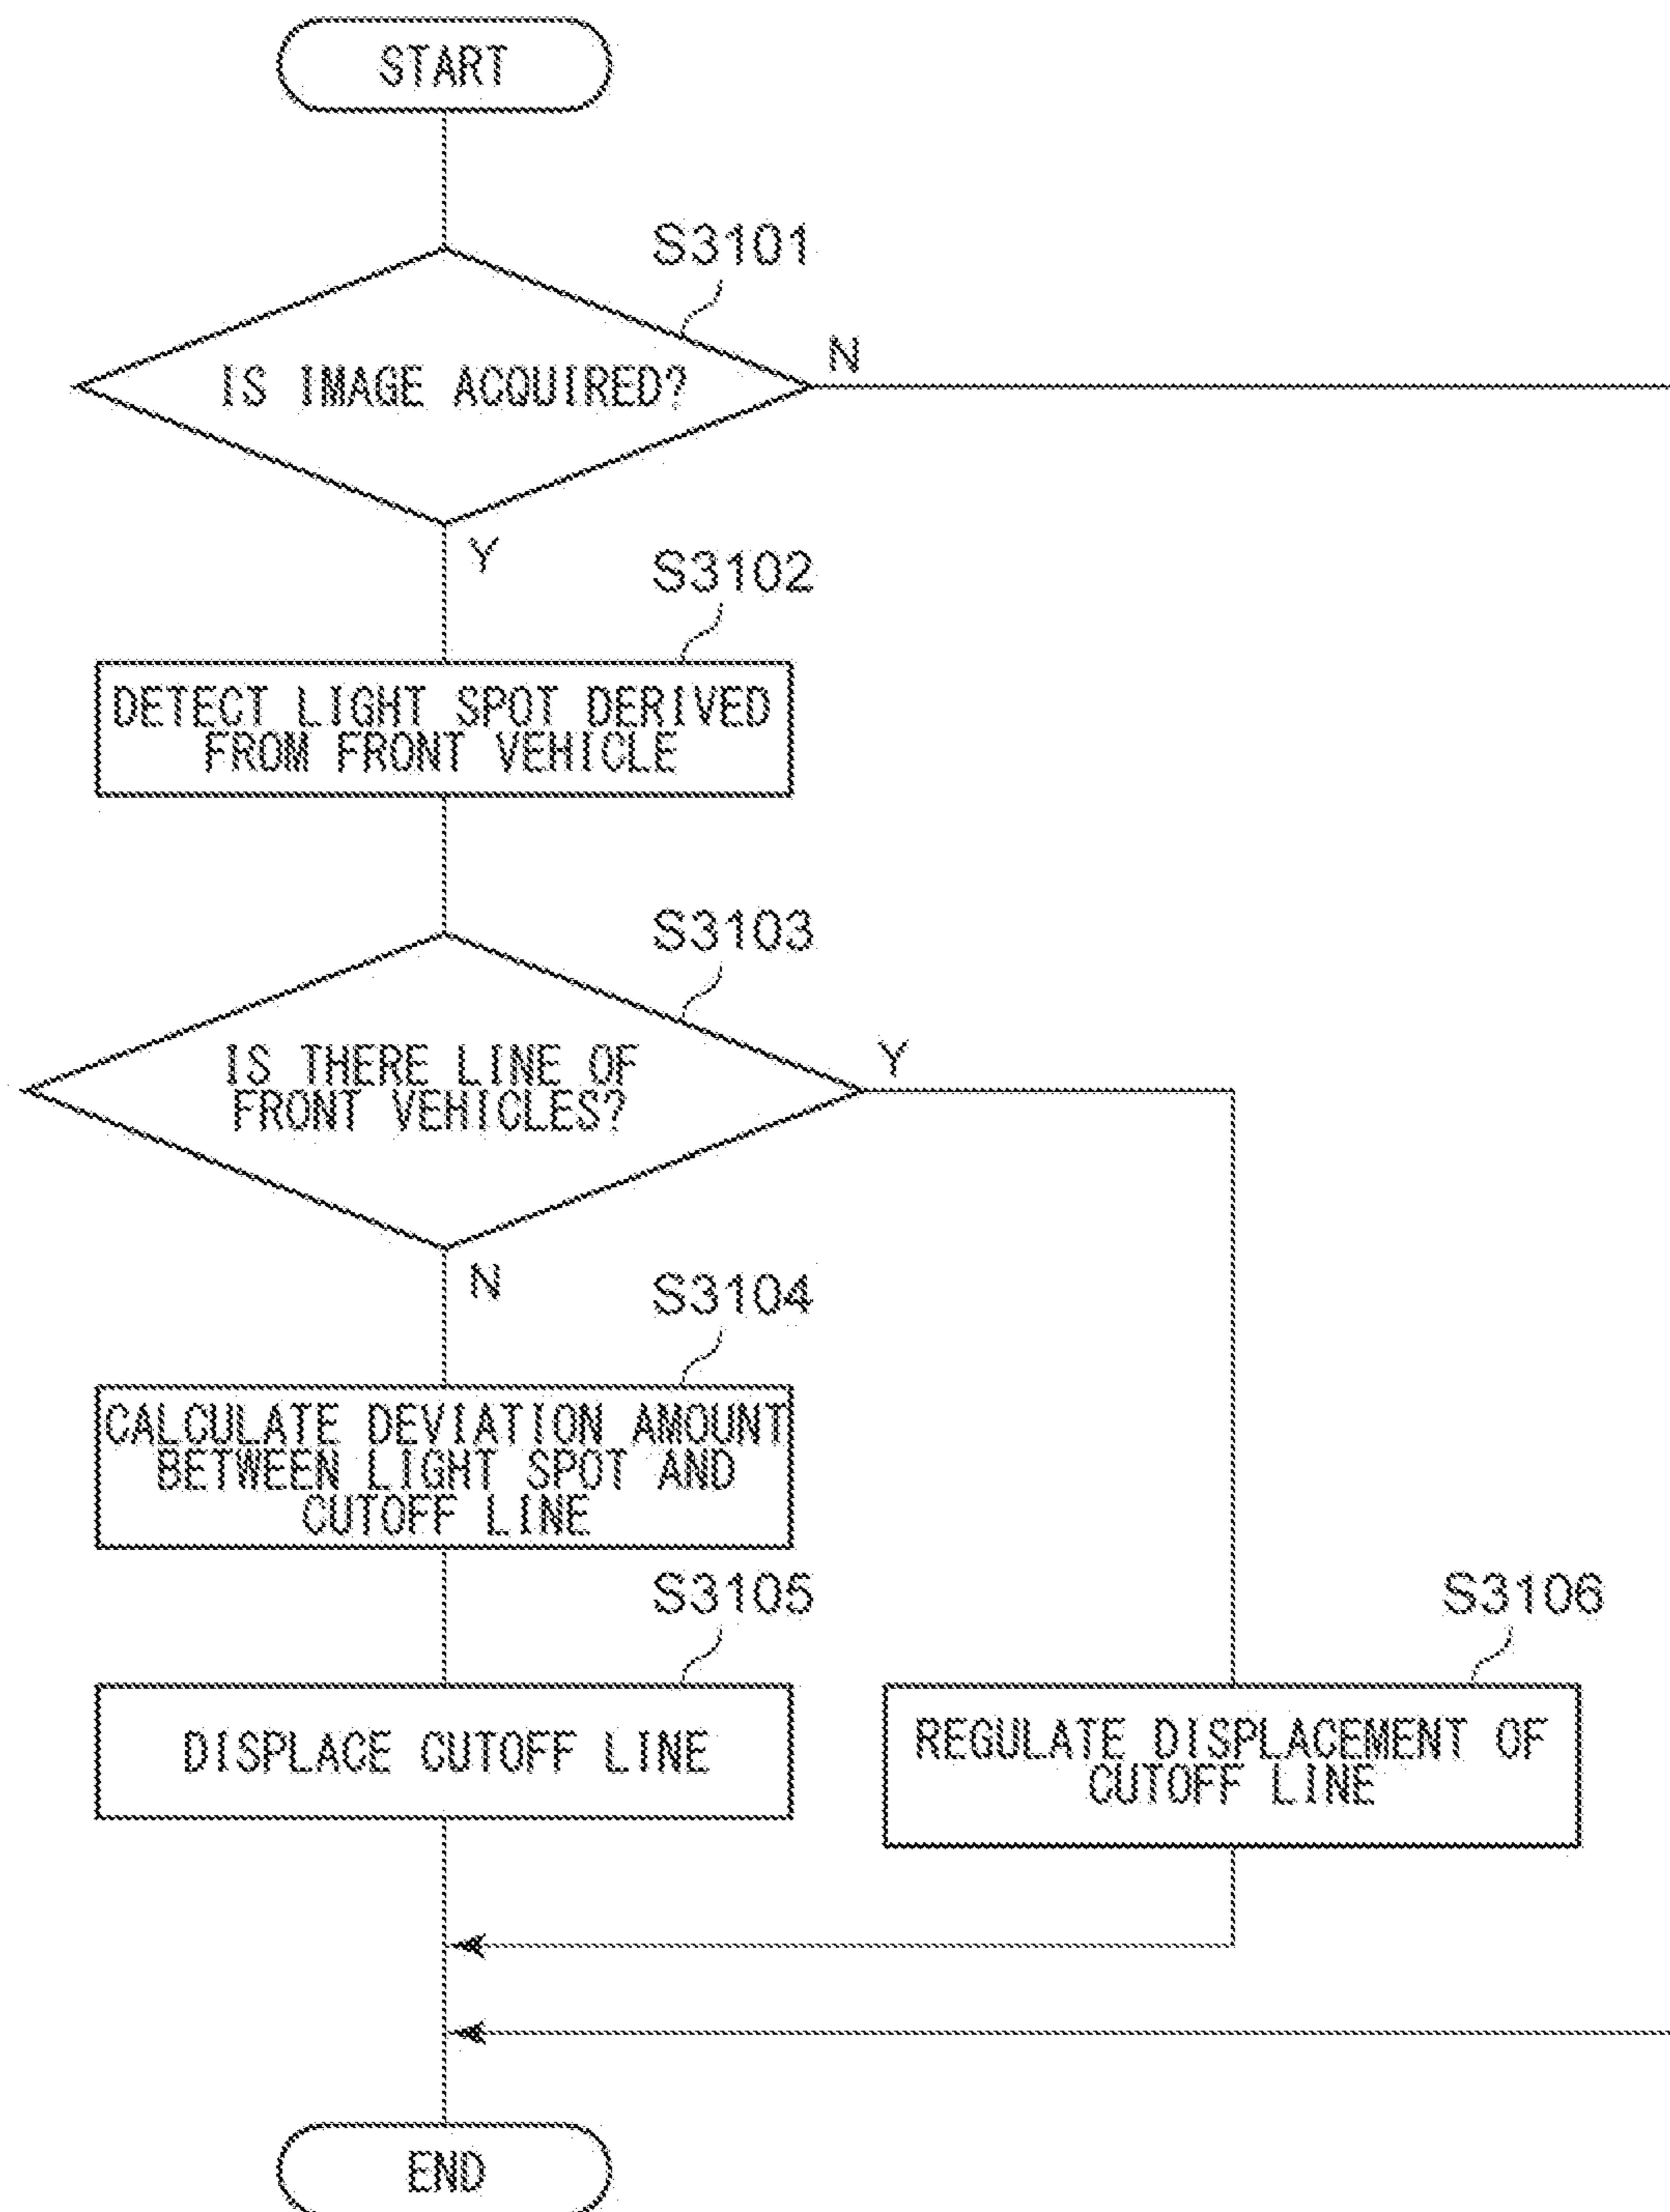 START
S3101
IS IMAGE ACQUIRED?
N
Y
S3102
DETECT LIGHT SPOT DERIVED
FROM FRONT VEHICLE
S3103
IS THERE LINE OF
FRONT VEHICLES?
Y
N
S3104
CALCULATE DEVIATION AMOUNT
BETWEEN LIGHT SPOT AND
CUTOFF LINE
S3105
DISPLACE CUTOFF LINE
S3106
REGULATE DISPLACEMENT OF
CUTOFF LINE
END